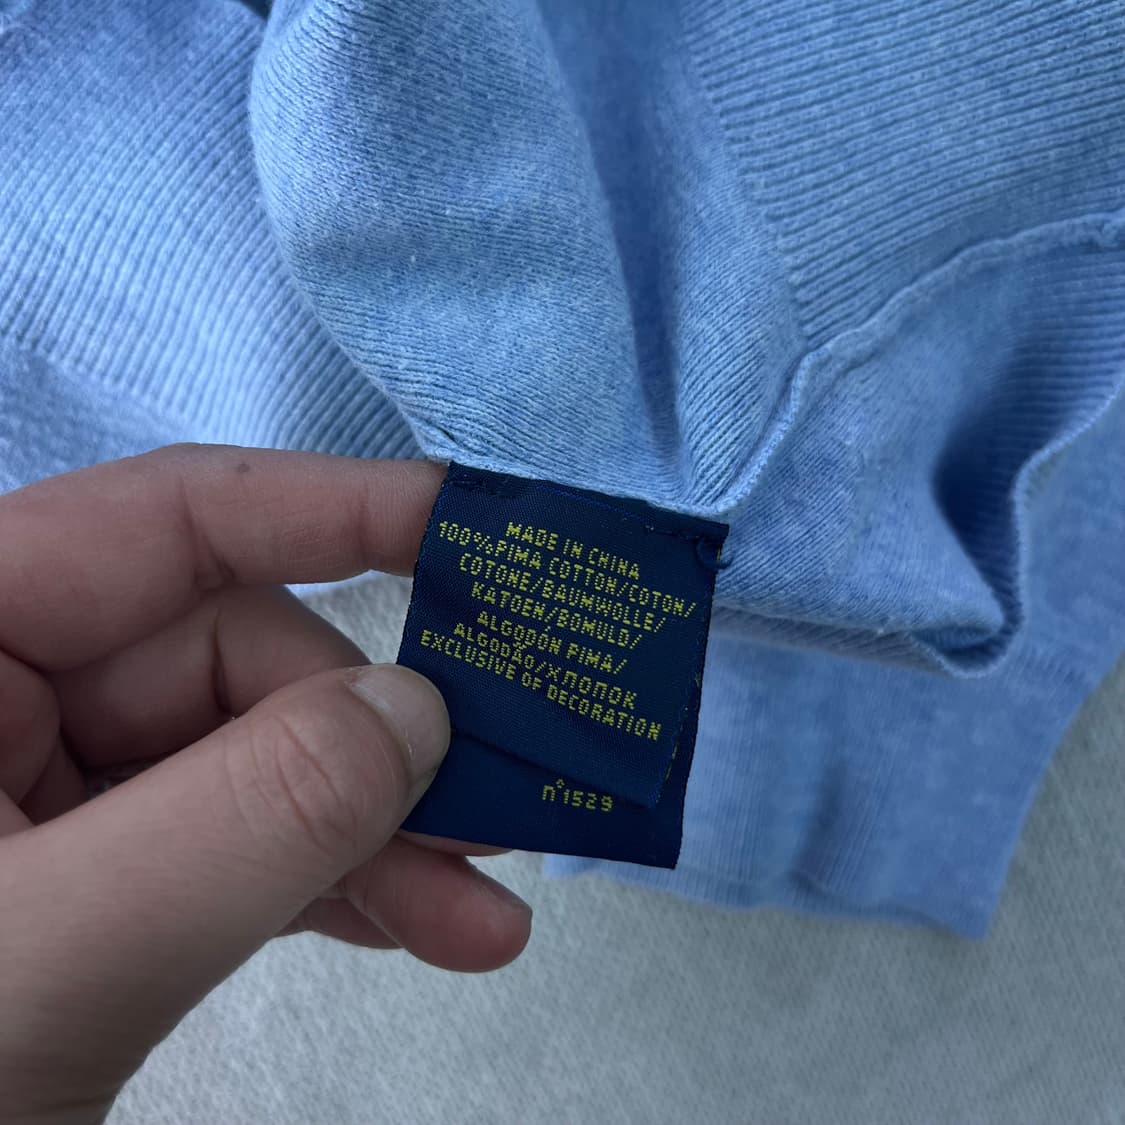 MADE IN CHINA
100%PIMA COTTON/COTON/
COTONE/BAUMWOLLE/
KATOEN/BOMULD/
ALGODÓN PIMA/
ALGODÃO/ХЛОПОК
EXCLUSIVE OF DECORATION
n°1529